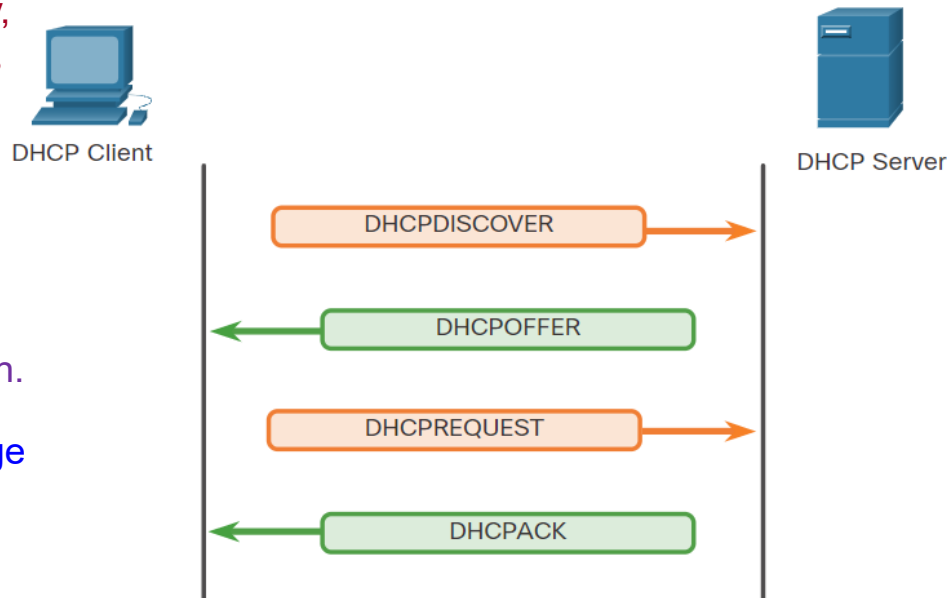 DHCP Client
DHCP Server
DHCPDISCOVER
DHCPOFFER
DHCPREQUEST
DHCPACK